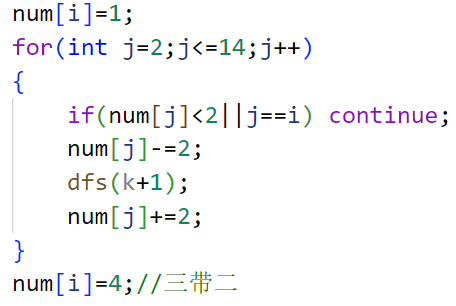 num[i]=1;
for(int j=2;j<=14;j++)
{
if(num[j]<2||j==i) continue;
num[j]-=2;
dfs(k+1);
num[j]+=2;
}
num[i]=4;//三带二